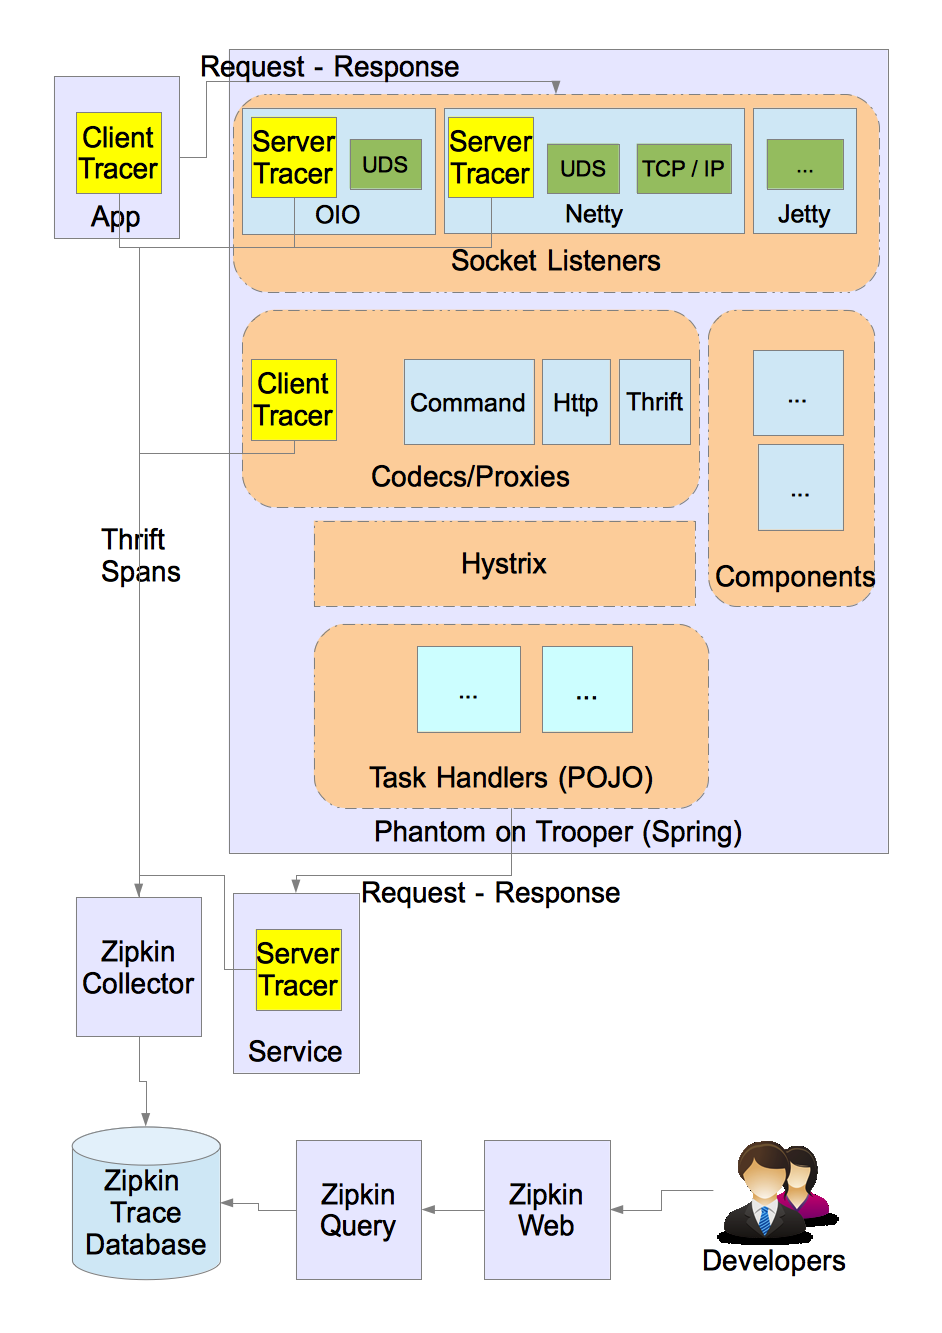 Request - Response
Client
Tracer
App
Server
Tracer
UDS
OIO
Server
Tracer
UDS
TCP / IP
Netty
...
Jetty
Socket Listeners
Client
Tracer
Command
Http
Thrift
Codecs/Proxies
...
...
Components
Thrift
Spans
Hystrix
...
...
Task Handlers (POJO)
Phantom on Trooper (Spring)
Request - Response
Zipkin
Collector
Server
Tracer
Service
Zipkin
Trace
Database
Zipkin
Query
Zipkin
Web
Developers